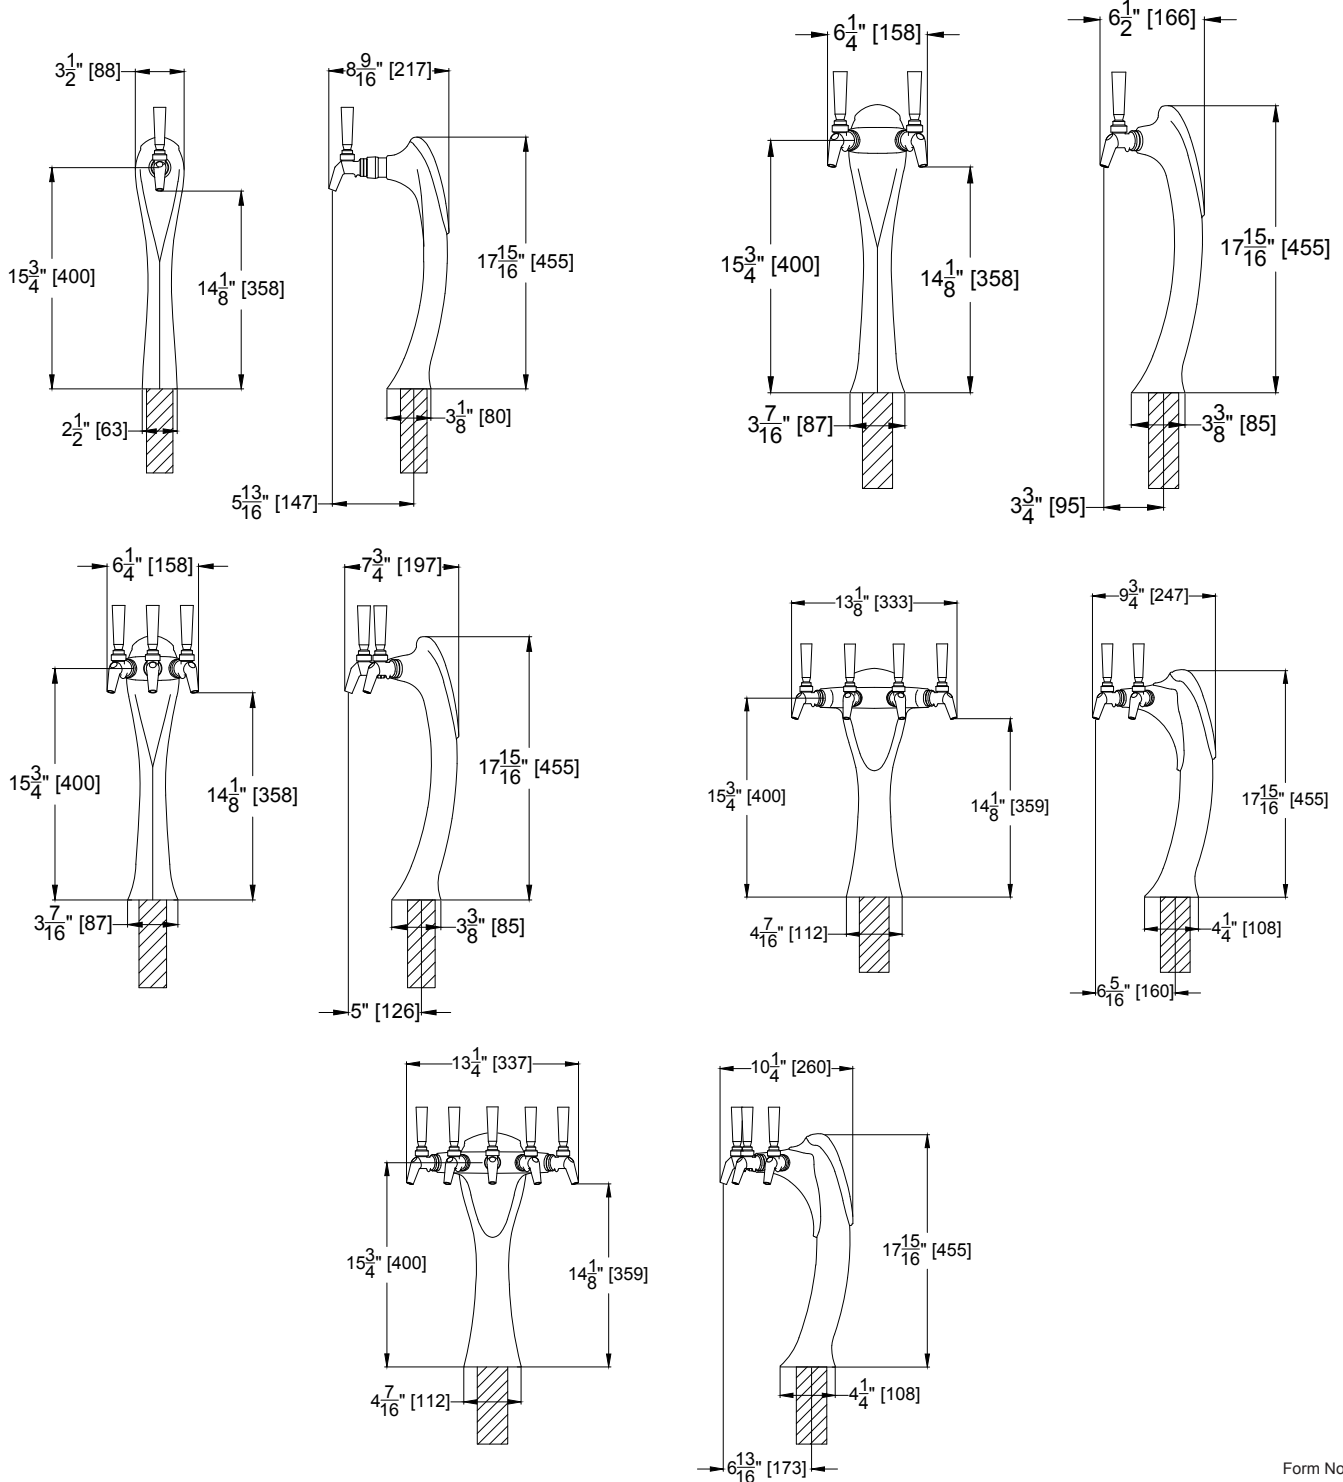 3 1/2" [88]
8 9/16" [217]
15 3/4" [400]
14 1/8" [358]
17 15/16" [455]
2 1/2" [63]
3 1/8" [80]
5 13/16" [147]
6 1/4" [158]
6 1/2" [166]
15 3/4" [400]
14 1/8" [358]
17 15/16" [455]
3 7/16" [87]
3 3/8" [85]
3 3/4" [95]
6 1/4" [158]
7 3/4" [197]
15 3/4" [400]
14 1/8" [358]
17 15/16" [455]
3 7/16" [87]
3 3/8" [85]
5" [126]
13 1/8" [333]
9 3/4" [247]
15 3/4" [400]
14 1/8" [359]
17 15/16" [455]
4 7/16" [112]
4 1/4" [108]
6 5/16" [160]
13 1/4" [337]
10 1/4" [260]
15 3/4" [400]
14 1/8" [359]
17 15/16" [455]
4 7/16" [112]
4 1/4" [108]
6 13/16" [173]
Form No